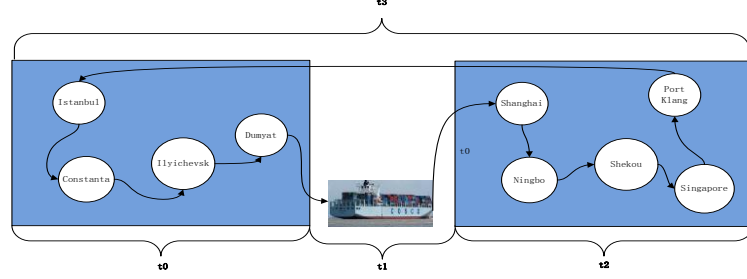 t3
Istanbul
Constanta
Ilyichevsk
Dumyat
COSCO
Shanghai
t0
Ningbo
Shekou
Port
Klang
Singapore
t0
t1
t2